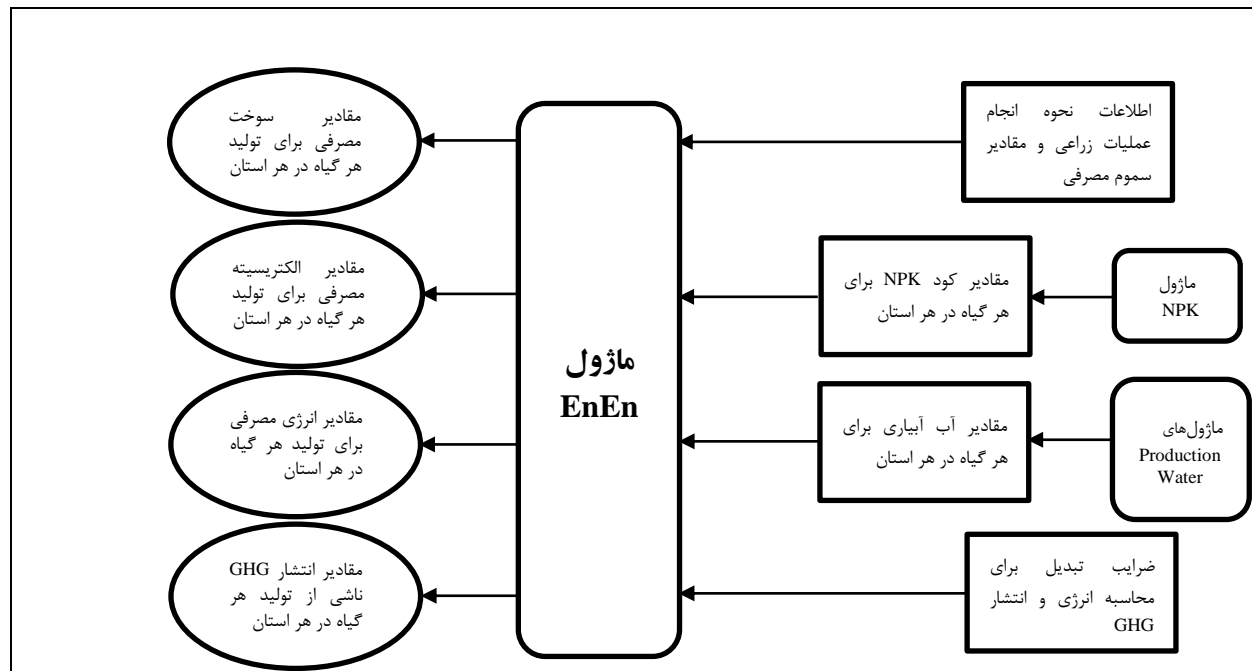 اطلاعات نحوه انجام
عملیات زراعی و مقادیر
سموم مصرفی
ماژول
NPK
مقادیر کود NPK برای
هر گیاه در هر استان
ماژول‌های
Production
Water
مقادیر آب آبیاری برای
هر گیاه در هر استان
ضرایب تبدیل برای
محاسبه انرژی و انتشار
GHG
ماژول
EnEn
مقادیر سوخت
مصرفی برای تولید
هر گیاه در هر استان
مقادیر الکتریسیته
مصرفی برای تولید
هر گیاه در هر استان
مقادیر انرژی مصرفی
برای تولید هر گیاه
در هر استان
مقادیر انتشار GHG
ناشی از تولید هر
گیاه در هر استان